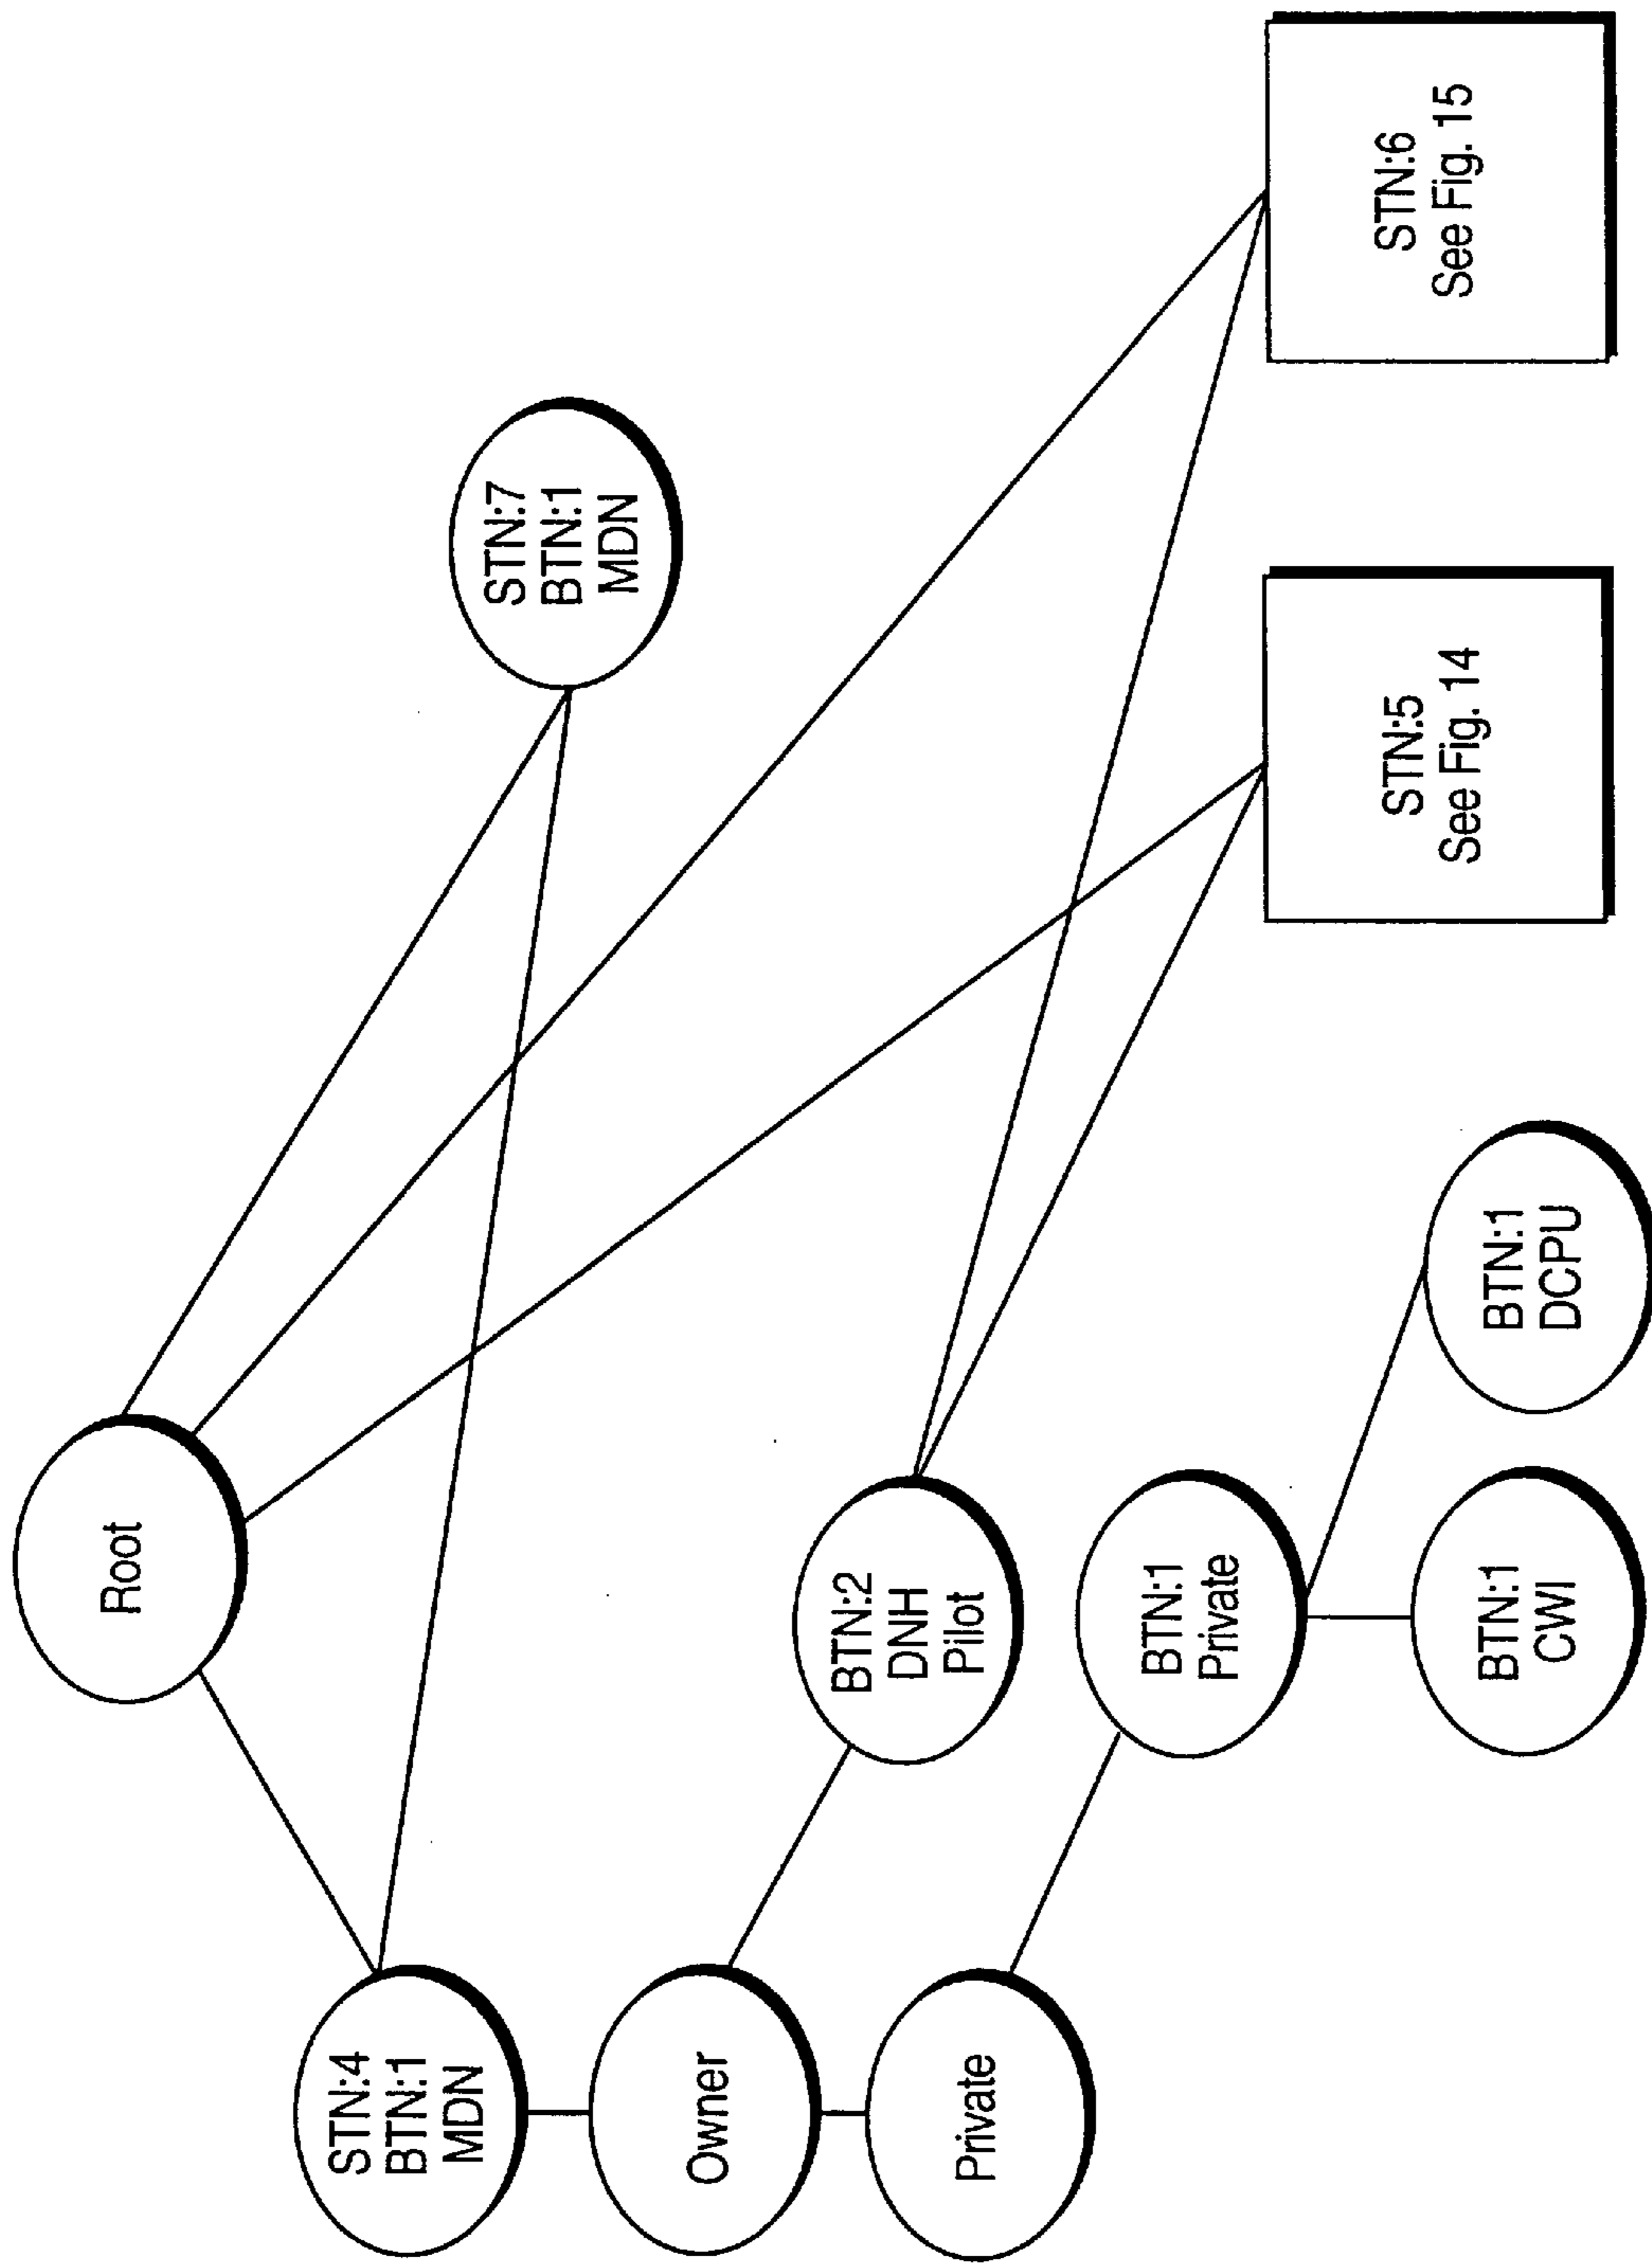 Root
STN:4
BTN:1
MDN
STN:7
BTN:1
MDN
Owner
BTN:2
DNH
Pilot
Private
BTN:1
Private
BTN:1
CWI
BTN:1
DCPU
STN:5
See Fig. 14
STN:6
See Fig. 15